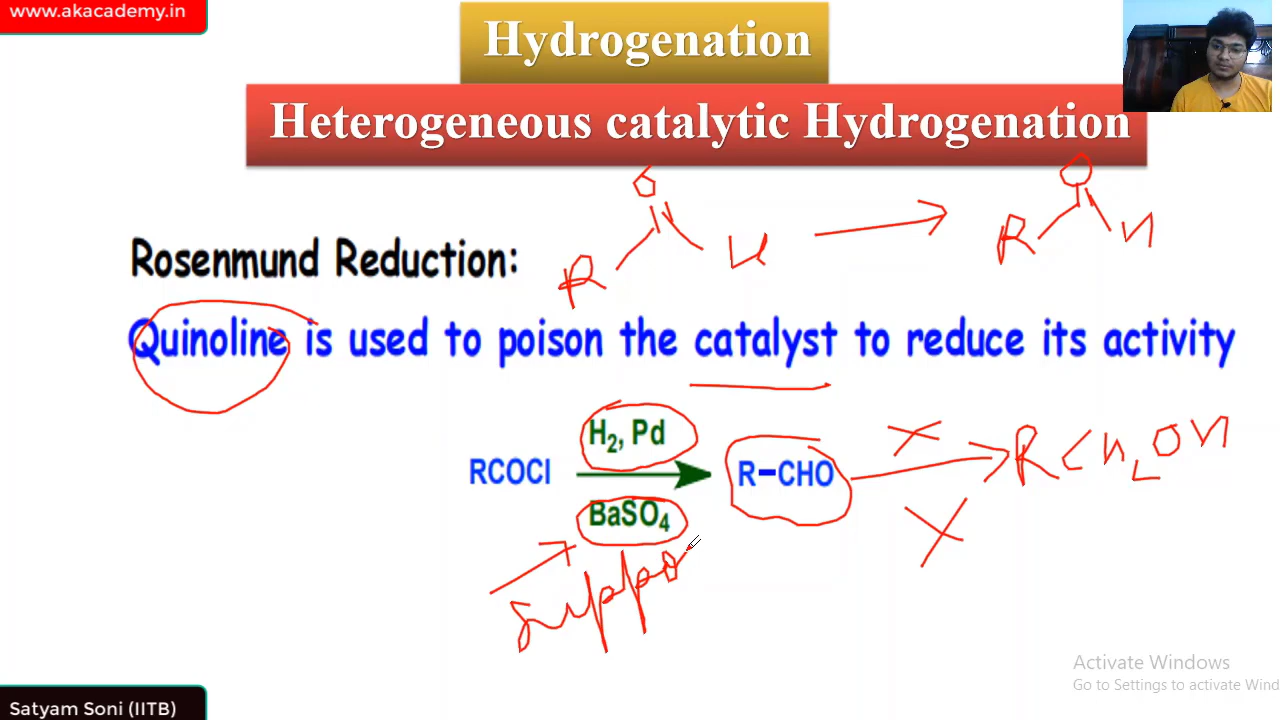 www.akacademy.in
Hydrogenation
Heterogeneous catalytic Hydrogenation
O O
R H R H
Rosenmund Reduction:
Quinoline is used to poison the catalyst to reduce its activity
H₂, Pd
RCOCl R-CHO RCH₂OH
BaSO₄
suppo
Activate Windows
Go to Settings to activate Wind
Satyam Soni (IITB)